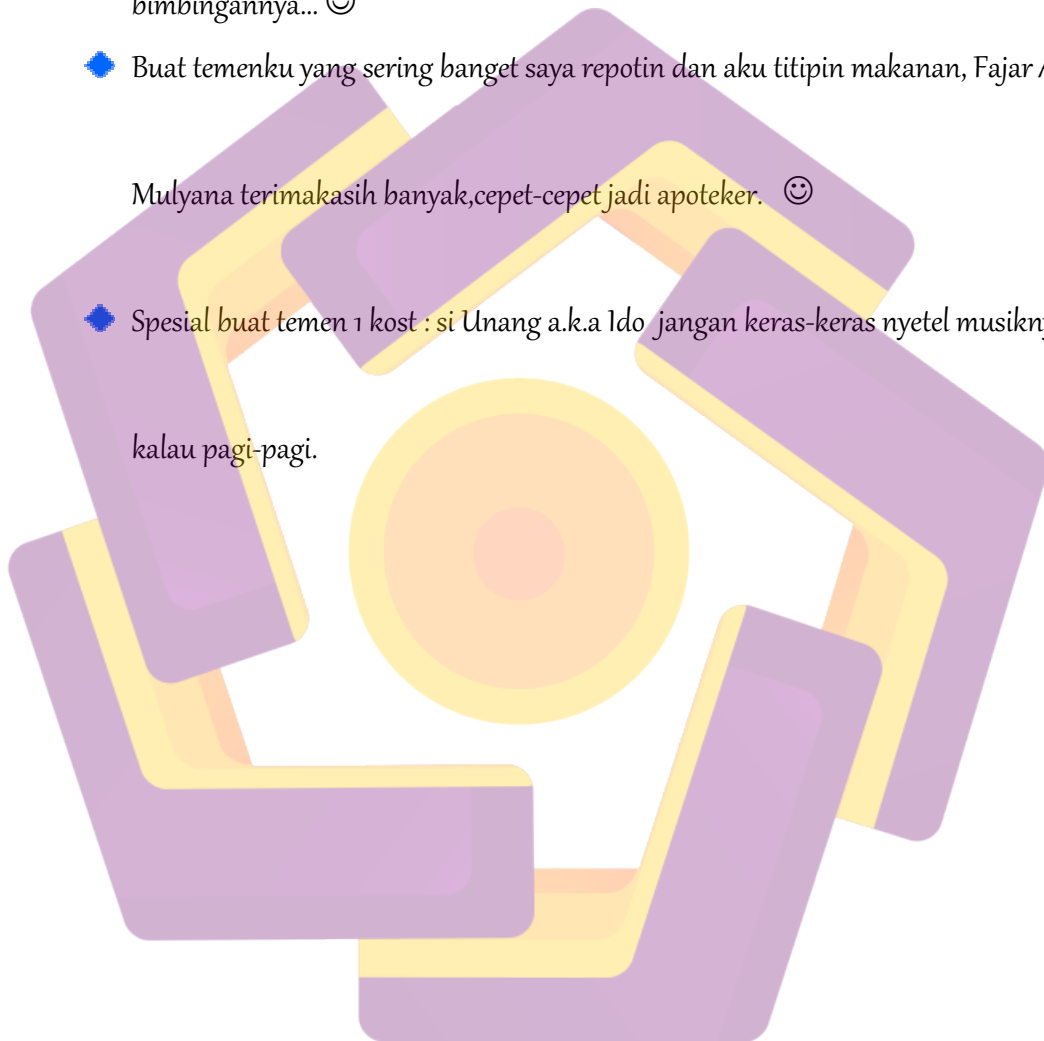 bimbingannya... ☺
Buat temenku yang sering banget saya repotin dan aku titipin makanan, Fajar
Mulyana terimakasih banyak,cepet-cepet jadi apoteker. ☺
Spesial buat temen 1 kost : si Unang a.k.a Ido jangan keras-keras nyetel
kalau pagi-pagi.